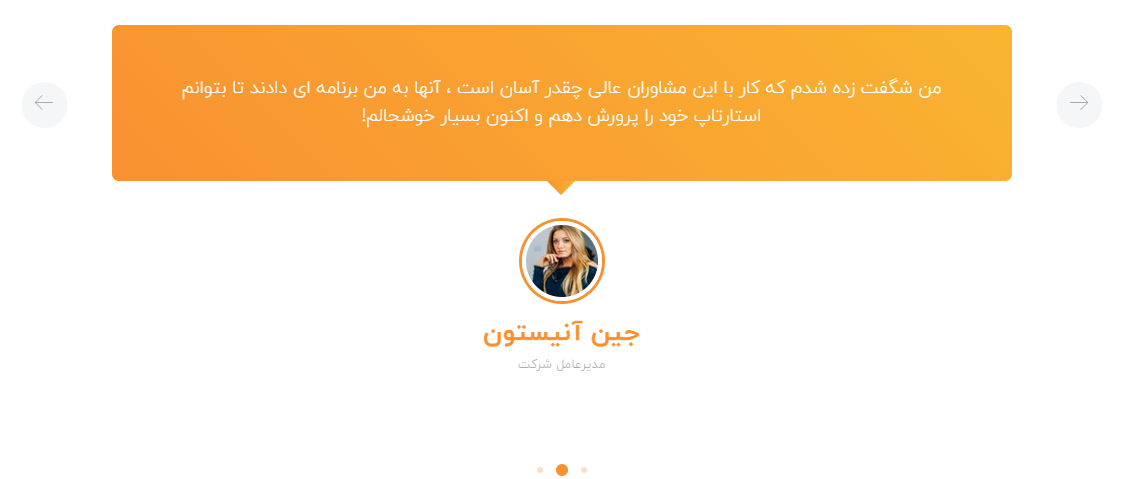 من شگفت زده شدم که کار با این مشاوران عالی چقدر آسان است ، آنها به من برنامه ای دادند تا بتوانم
استارتاپ خود را پرورش دهم و اکنون بسیار خوشحالم!
جین آنیستون
مدیرعامل شرکت